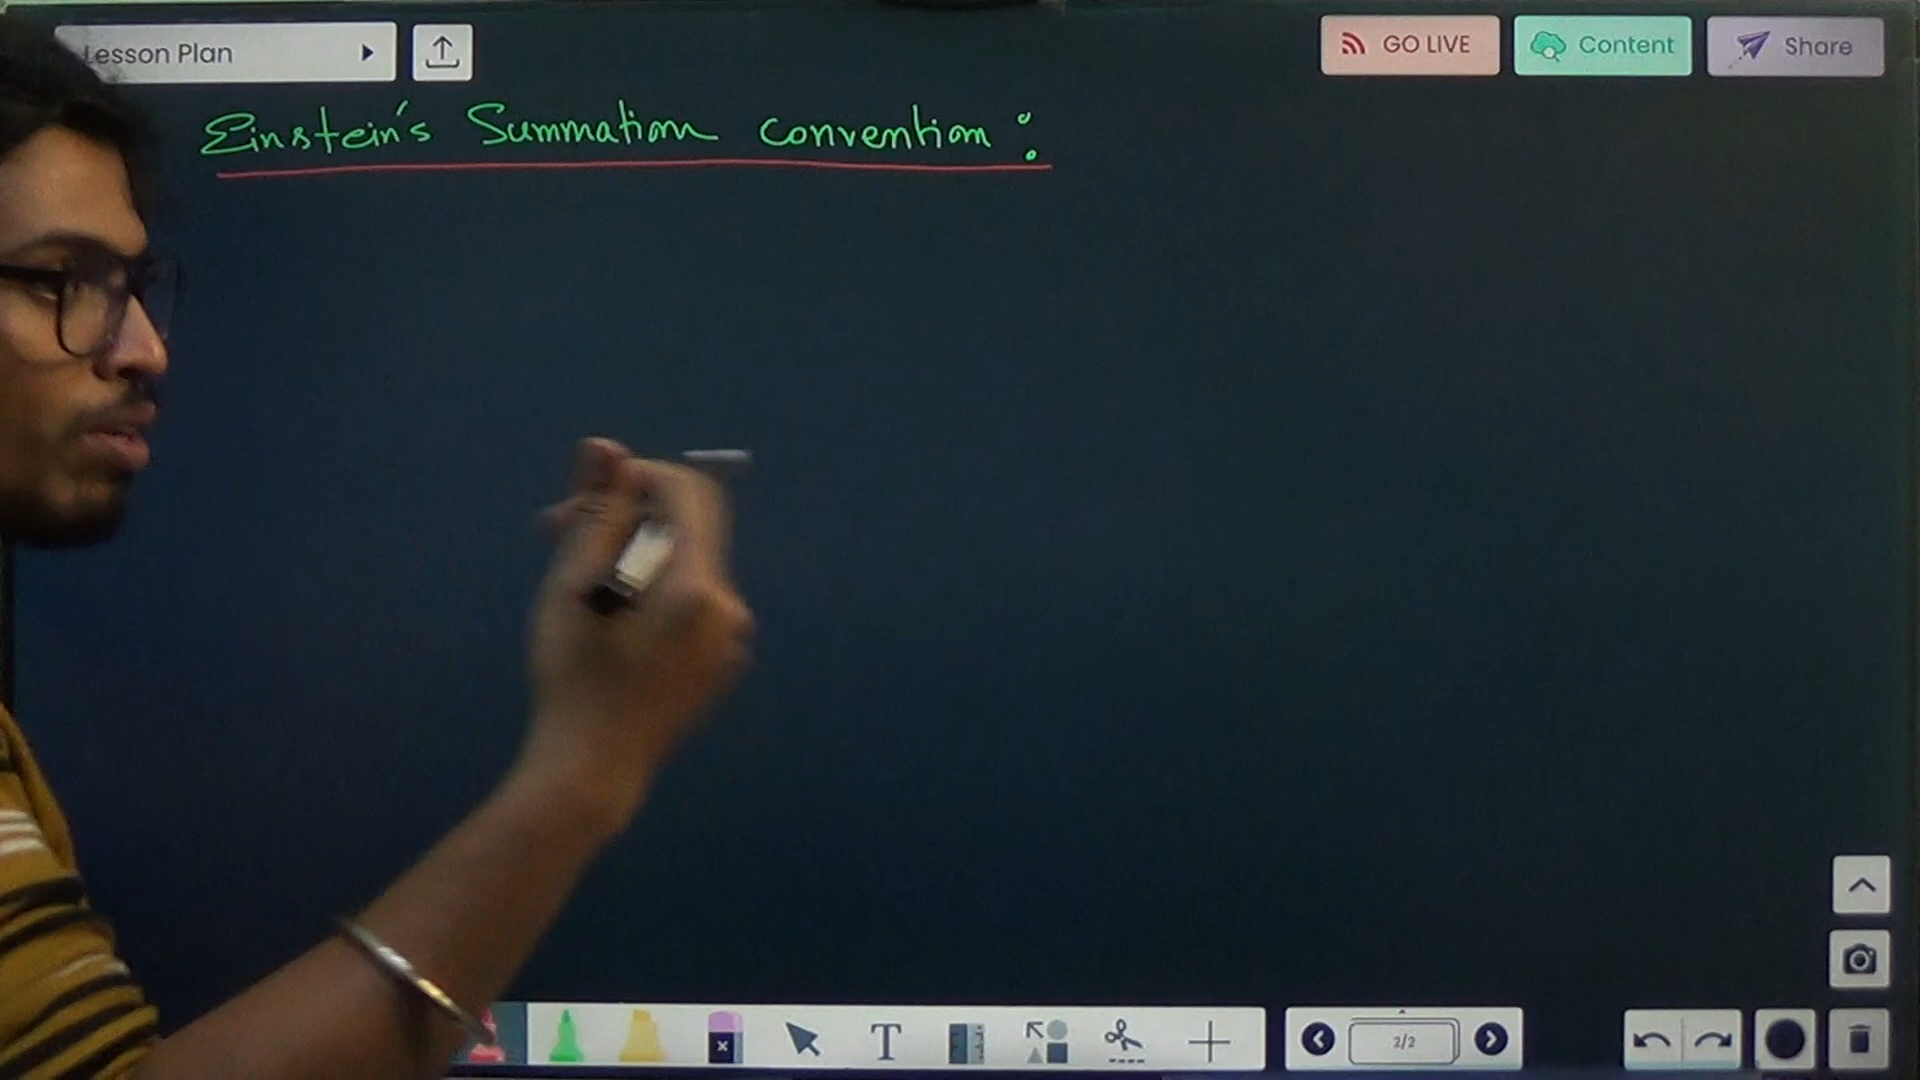 Lesson Plan
GO LIVE
Content
Share
Einstein's Summation convention :
T
2/2